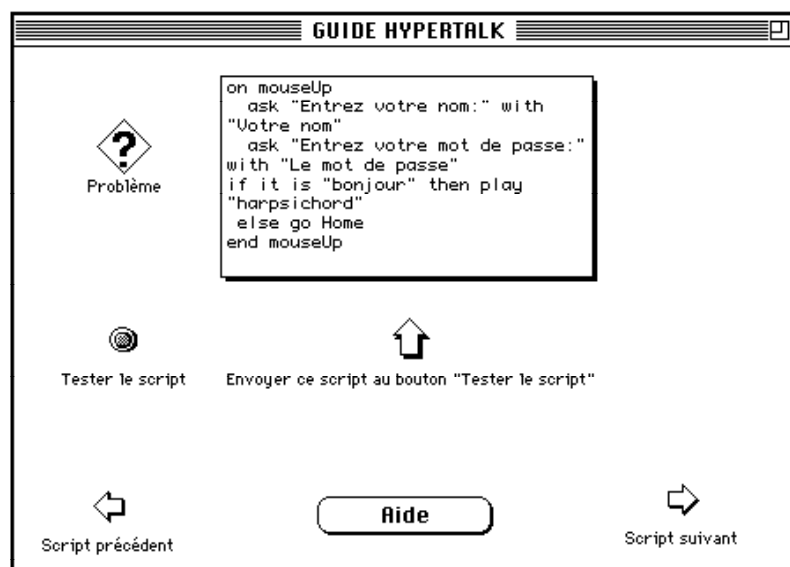 GUIDE HYPERTALK
on mouseUp
  ask "Entrez votre nom:" with
"Votre nom"
  ask "Entrez votre mot de passe:"
with "Le mot de passe"
if it is "bonjour" then play
"harpsichord"
 else go Home
end mouseUp
?
Problème
Tester le script
Envoyer ce script au bouton "Tester le script"
Script précédent
Aide
Script suivant